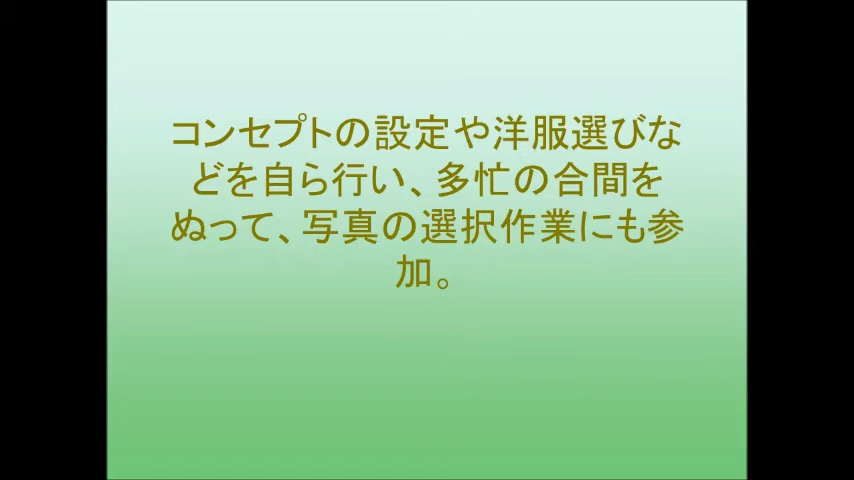 コンセプトの設定や洋服選びな
どを自ら行い、多忙の合間を
ぬって、写真の選択作業にも参
加。